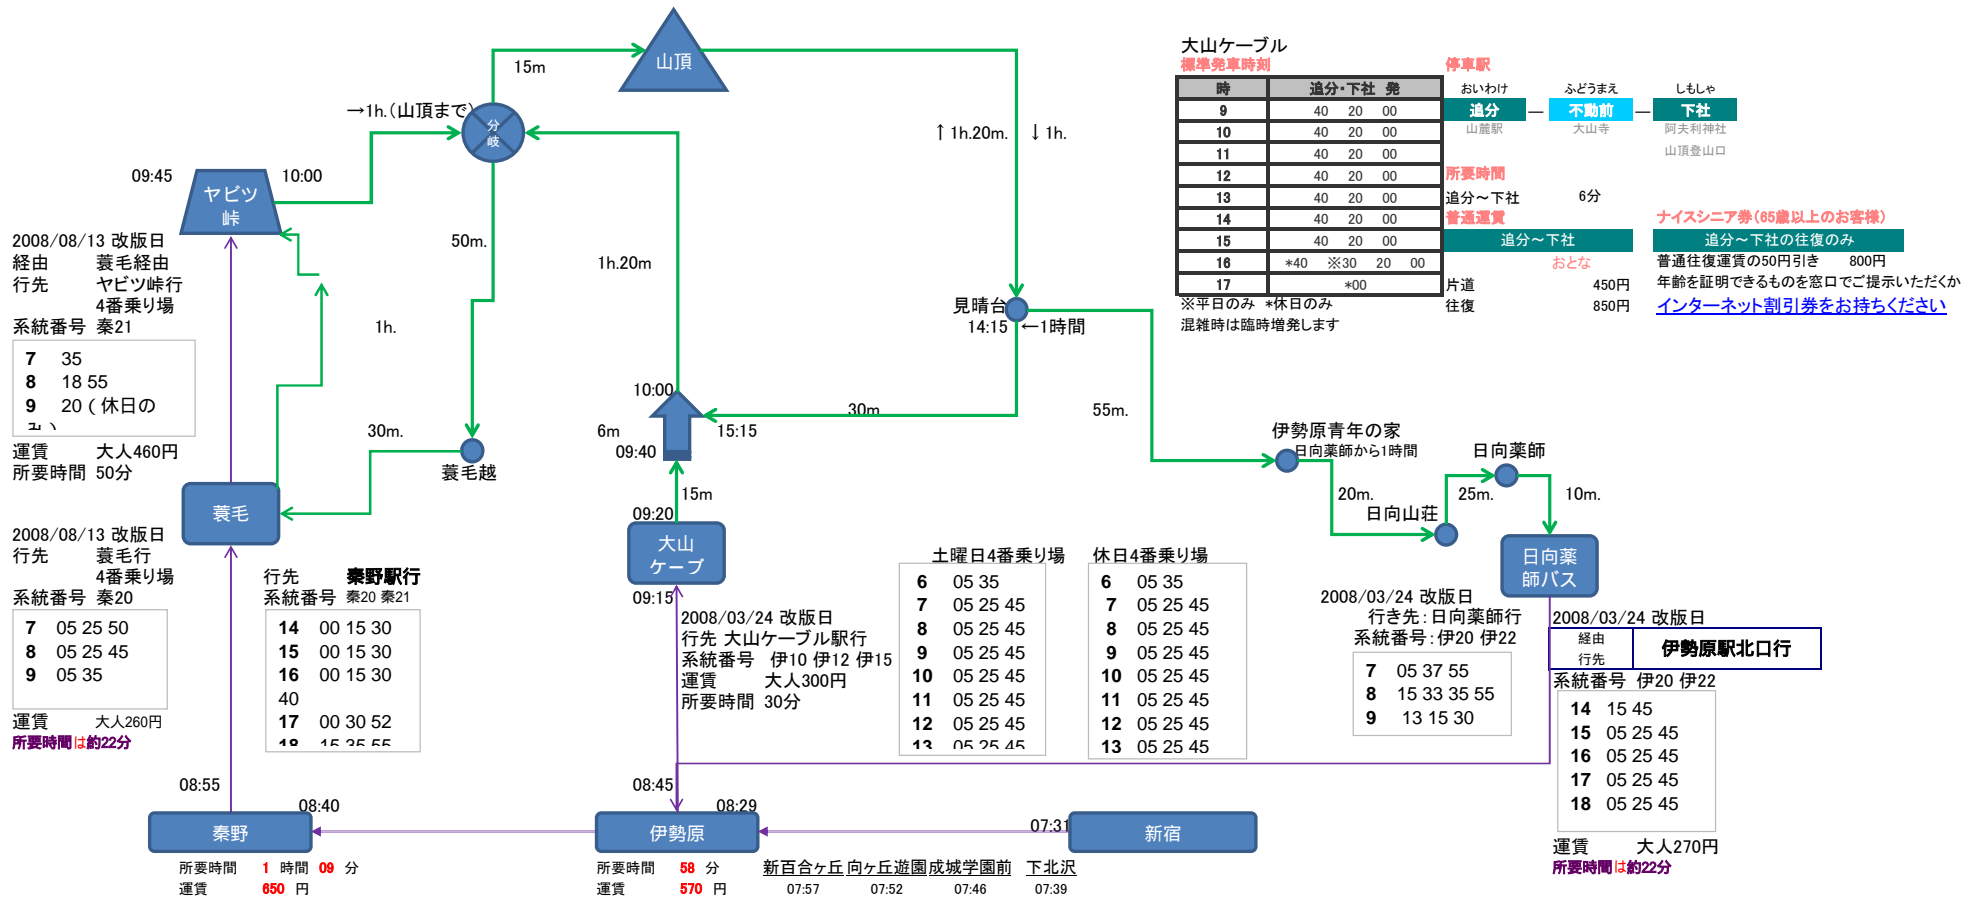 山頂
15m
→1h.(山頂まで)
分岐
↑ 1h.20m.
↓ 1h.
09:45
ヤビツ峠
10:00
50m.
1h.20m
1h.
2008/08/13 改版日
経由 蓑毛経由
行先 ヤビツ峠行
4番乗り場
系統番号 秦21
7 35
8 18 55
9 20 ( 休日の
み )
運賃 大人460円
所要時間 50分
30m.
蓑毛越
蓑毛
2008/08/13 改版日
行先 蓑毛行
4番乗り場
系統番号 秦20
7 05 25 50
8 05 25 45
9 05 35
運賃 大人260円
所要時間は約22分
行先 秦野駅行
系統番号 秦20 秦21
14 00 15 30
15 00 15 30
16 00 15 30
40
17 00 30 52
18 15 35 55
08:55
08:40
秦野
所要時間 1 時間 09 分
運賃 650 円
見晴台
14:15 ←1時間
10:00
30m
6m
15:15
09:40
15m
09:20
大山
ケーブ
09:15
2008/03/24 改版日
行先 大山ケーブル駅行
系統番号 伊10 伊12 伊15
運賃 大人300円
所要時間 30分
土曜日4番乗り場
6 05 35
7 05 25 45
8 05 25 45
9 05 25 45
10 05 25 45
11 05 25 45
12 05 25 45
13 05 25 45
休日4番乗り場
6 05 35
7 05 25 45
8 05 25 45
9 05 25 45
10 05 25 45
11 05 25 45
12 05 25 45
13 05 25 45
08:45
08:29
伊勢原
所要時間 58 分
運賃 570 円
07:31
新宿
新百合ヶ丘 向ヶ丘遊園 成城学園前 下北沢
07:57 07:52 07:46 07:39
55m.
伊勢原青年の家
日向薬師から1時間
20m.
日向山荘
25m.
日向薬師
10m.
日向薬
師バス
2008/03/24 改版日
行き先：日向薬師行
系統番号：伊20 伊22
7 05 37 55
8 15 33 35 55
9 13 15 30
2008/03/24 改版日
経由
行先
伊勢原駅北口行
系統番号 伊20 伊22
14 15 45
15 05 25 45
16 05 25 45
17 05 25 45
18 05 25 45
運賃 大人270円
所要時間は約22分
大山ケーブル
標準発車時刻
時 追分・下社 発
9 40 20 00
10 40 20 00
11 40 20 00
12 40 20 00
13 40 20 00
14 40 20 00
15 40 20 00
16 *40 ※30 20 00
17 *00
※平日のみ *休日のみ
混雑時は臨時増発します
停車駅
おいわけ ふどうまえ しもしゃ
追分 ― 不動前 ― 下社
山麓駅 大山寺 阿夫利神社
山頂登山口
所要時間
追分～下社 6分
普通運賃
追分～下社
おとな
片道 450円
往復 850円
ナイスシニア券(65歳以上のお客様)
追分～下社の往復のみ
普通往復運賃の50円引き 800円
年齢を証明できるものを窓口でご提示いただくか
インターネット割引券をお持ちください